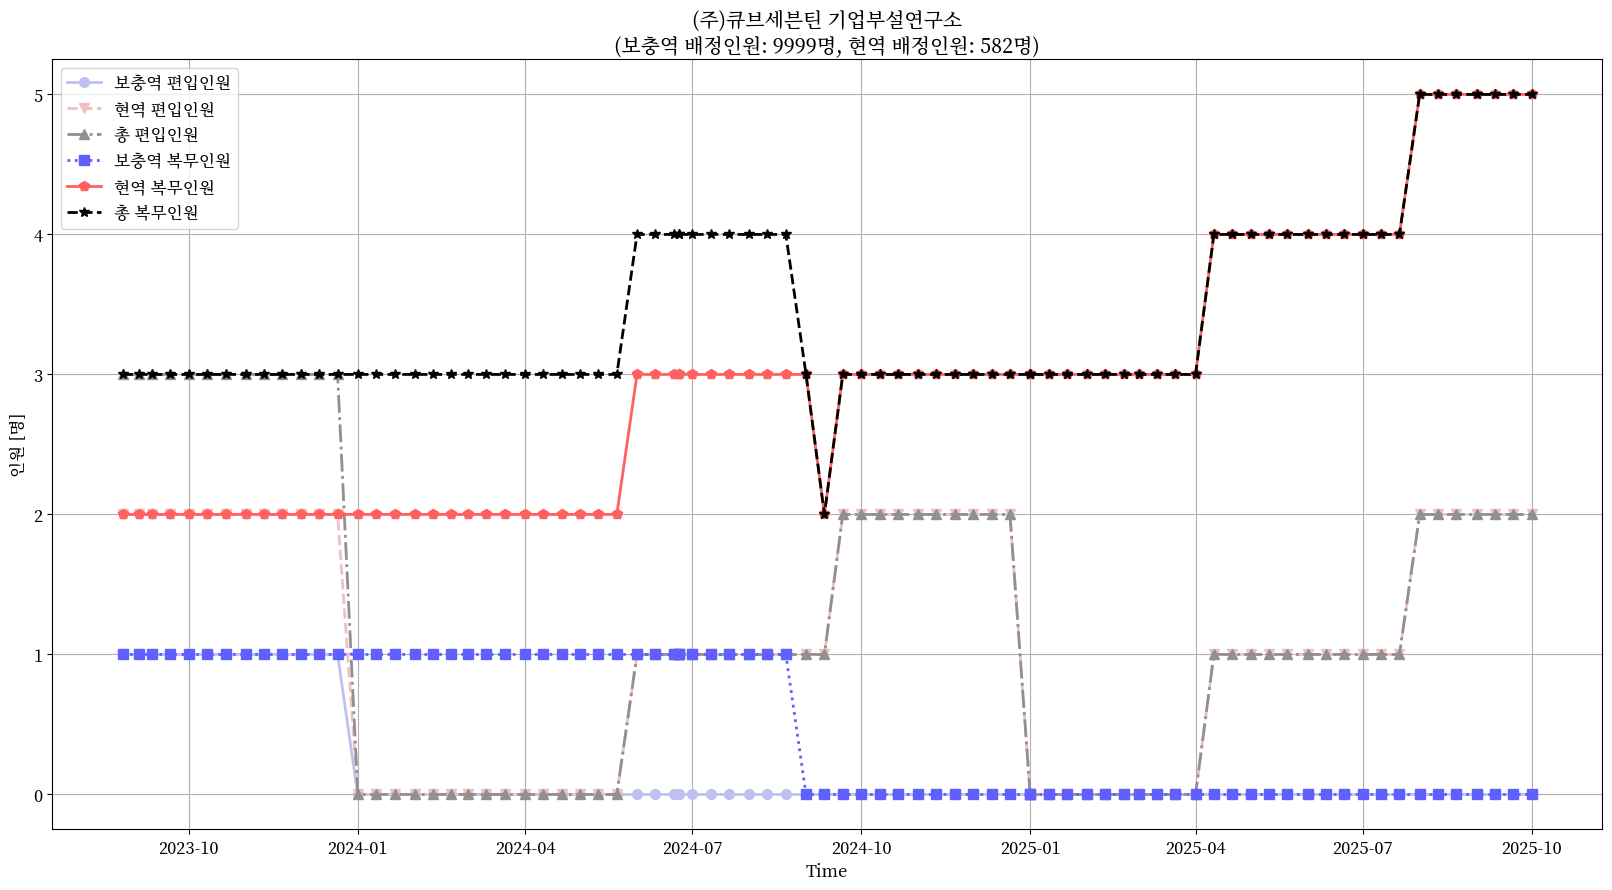 (주)큐브세븐틴 기업부설연구소
(보충역 배정인원: 9999명, 현역 배정인원: 582명)
보충역 편입인원
현역 편입인원
총 편입인원
보충역 복무인원
현역 복무인원
총 복무인원
인원 [명]
5
4
3
2
1
0
2023-10
2024-01
2024-04
2024-07
2024-10
2025-01
2025-04
2025-07
2025-10
Time